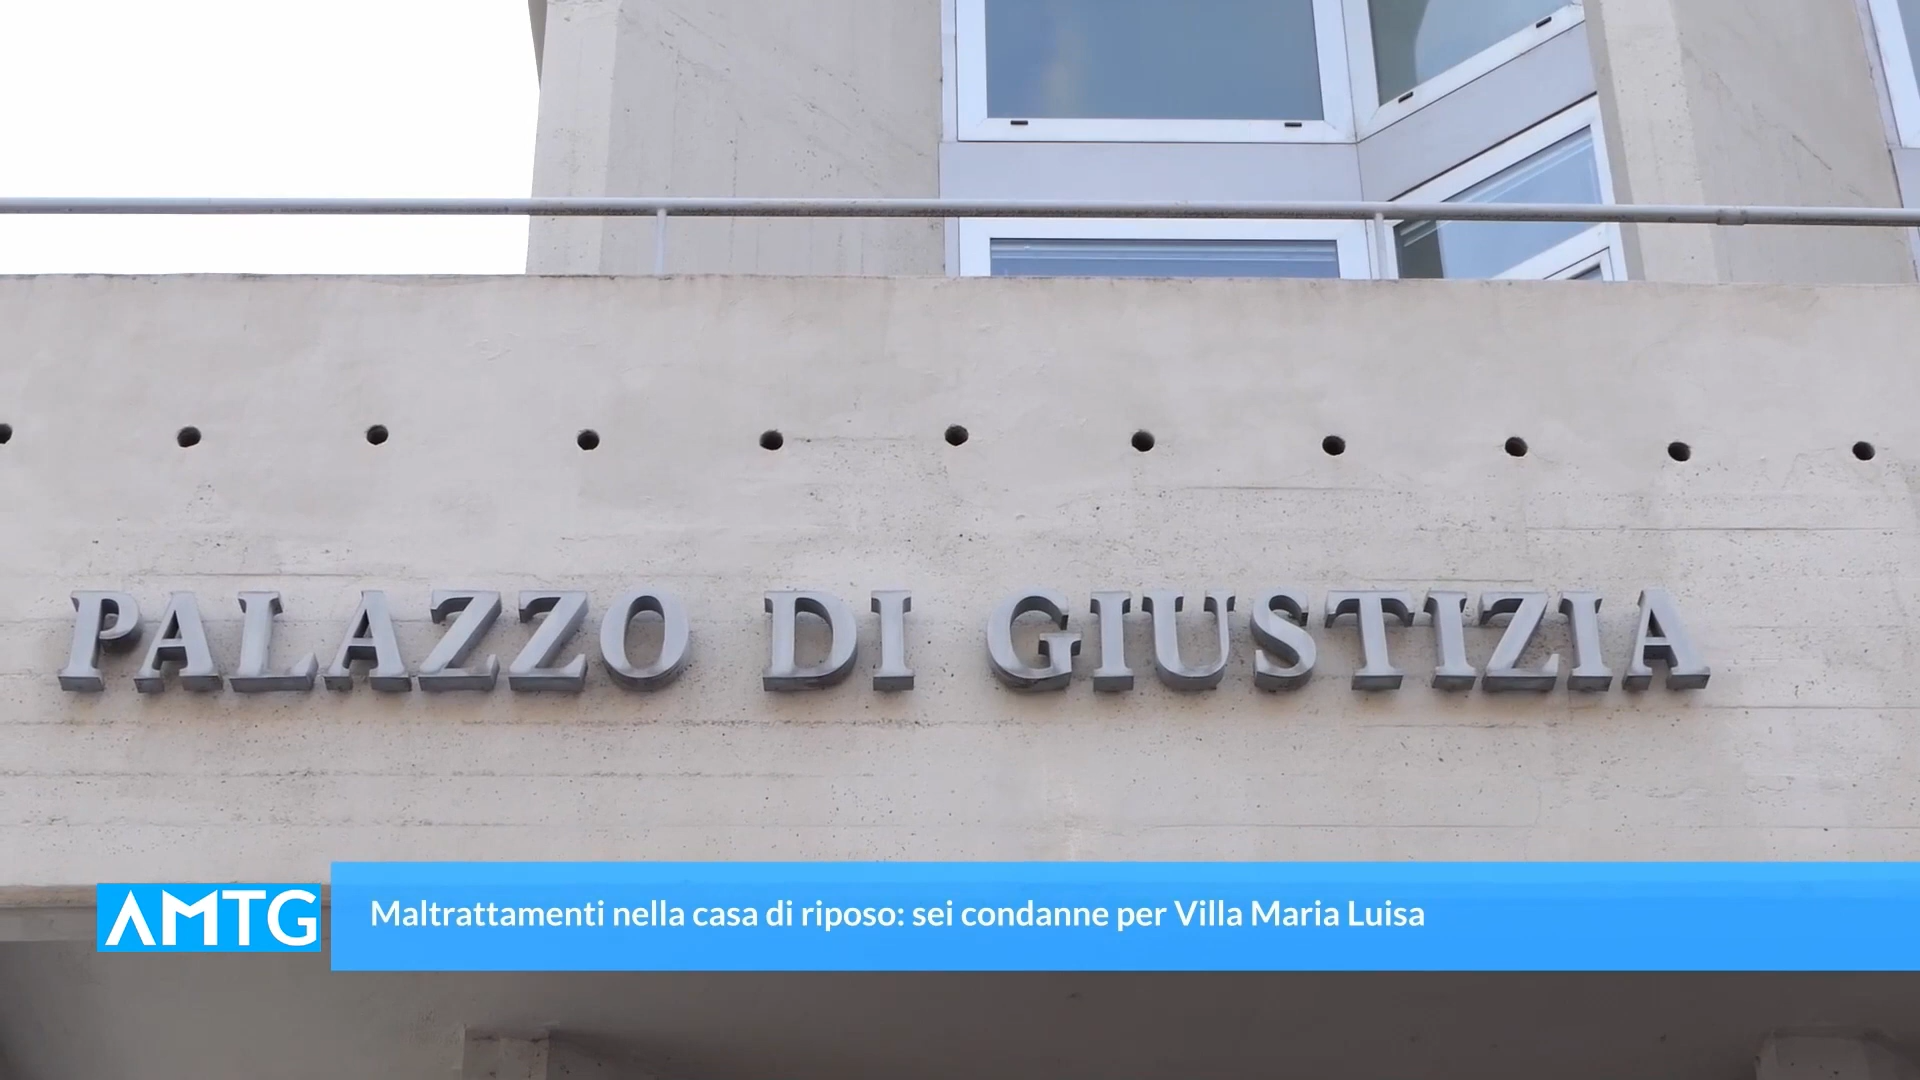 PALAZZO DI GIUSTIZIA
AMTG
Maltrattamenti nella casa di riposo: sei condanne per Villa Maria Luisa